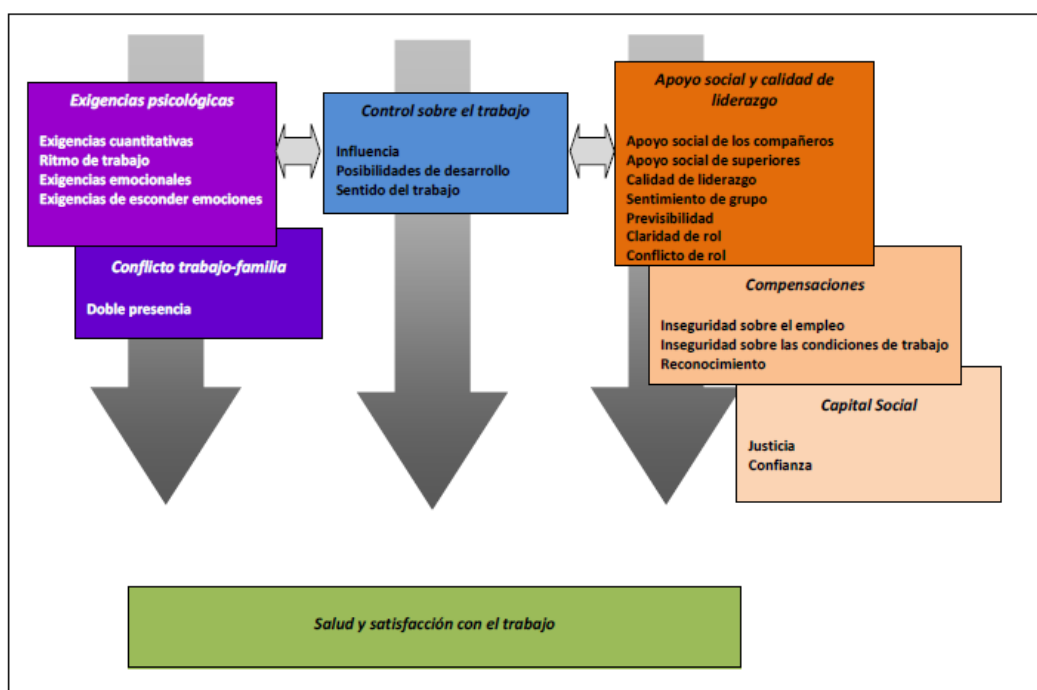 Exigencias psicológicas
Exigencias cuantitativas
Ritmo de trabajo
Exigencias emocionales
Exigencias de esconder emociones
Conflicto trabajo-familia
Doble presencia
Control sobre el trabajo
Influencia
Posibilidades de desarrollo
Sentido del trabajo
Apoyo social y calidad de
liderazgo
Apoyo social de los compañeros
Apoyo social de superiores
Calidad de liderazgo
Sentimiento de grupo
Previsibilidad
Claridad de rol
Conflicto de rol
Compensaciones
Inseguridad sobre el empleo
Inseguridad sobre las condiciones de trabajo
Reconocimiento
Capital Social
Justicia
Confianza
Salud y satisfacción con el trabajo